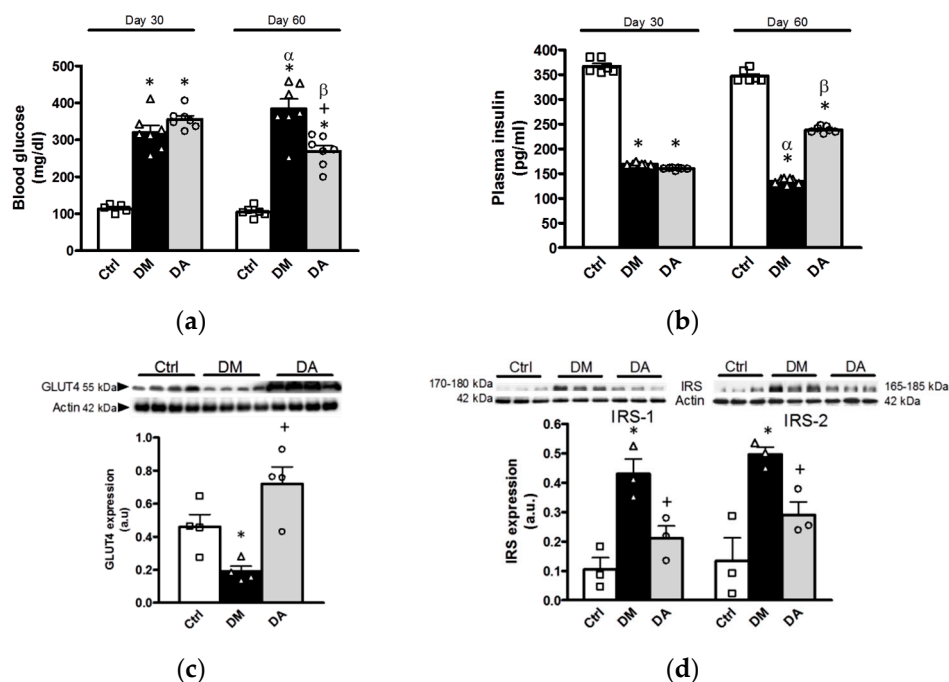 Day 30
Day 60
Blood glucose
(mg/dl)
500
400
300
200
100
0
*
*
α
*
β
+
*
Ctrl
DM
DA
Ctrl
DM
DA
(a)
Day 30
Day 60
Plasma insulin
(pg/ml)
400
350
300
250
200
150
100
50
0
*
*
α
*
β
*
Ctrl
DM
DA
Ctrl
DM
DA
(b)
Ctrl
DM
DA
GLUT4 55 kDa
Actin 42 kDa
GLUT4 expression
(a.u)
1.0
0.8
0.6
0.4
0.2
0.0
*
+
Ctrl
DM
DA
(c)
Ctrl
DM
DA
Ctrl
DM
DA
170-180 kDa
42 kDa
IRS
Actin
165-185 kDa
42 kDa
IRS-1
IRS-2
IRS expression
(a.u.)
0.6
0.5
0.4
0.3
0.2
0.1
0.0
*
+
*
+
Ctrl
DM
DA
Ctrl
DM
DA
(d)